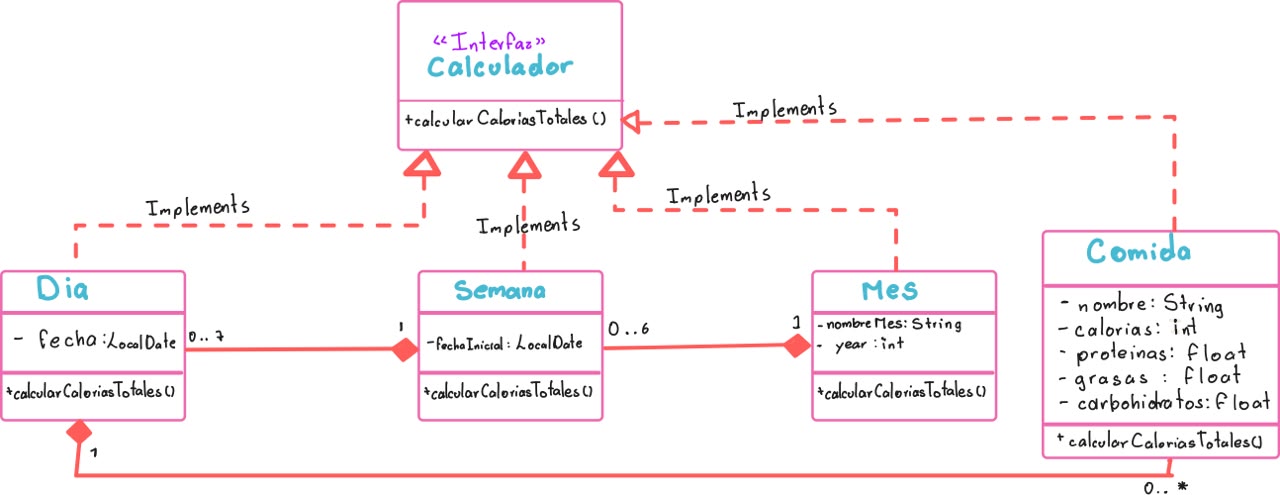 <<Interfaz>>
Calculador
+calcularCaloriasTotales()
Implements
Implements
Implements
Implements
Dia
- fecha:LocalDate
+calcularCaloriasTotales()
0..7
1
Semana
-fechaInicial: LocalDate
+calcularCaloriasTotales()
0..6
1
Mes
-nombreMes: String
- year: int
+calcularCaloriasTotales()
Comida
- nombre: String
- calorias: int
- proteinas: float
- grasas: float
- carbohidratos: float
+ calcularCaloriasTotales()
1
0..*